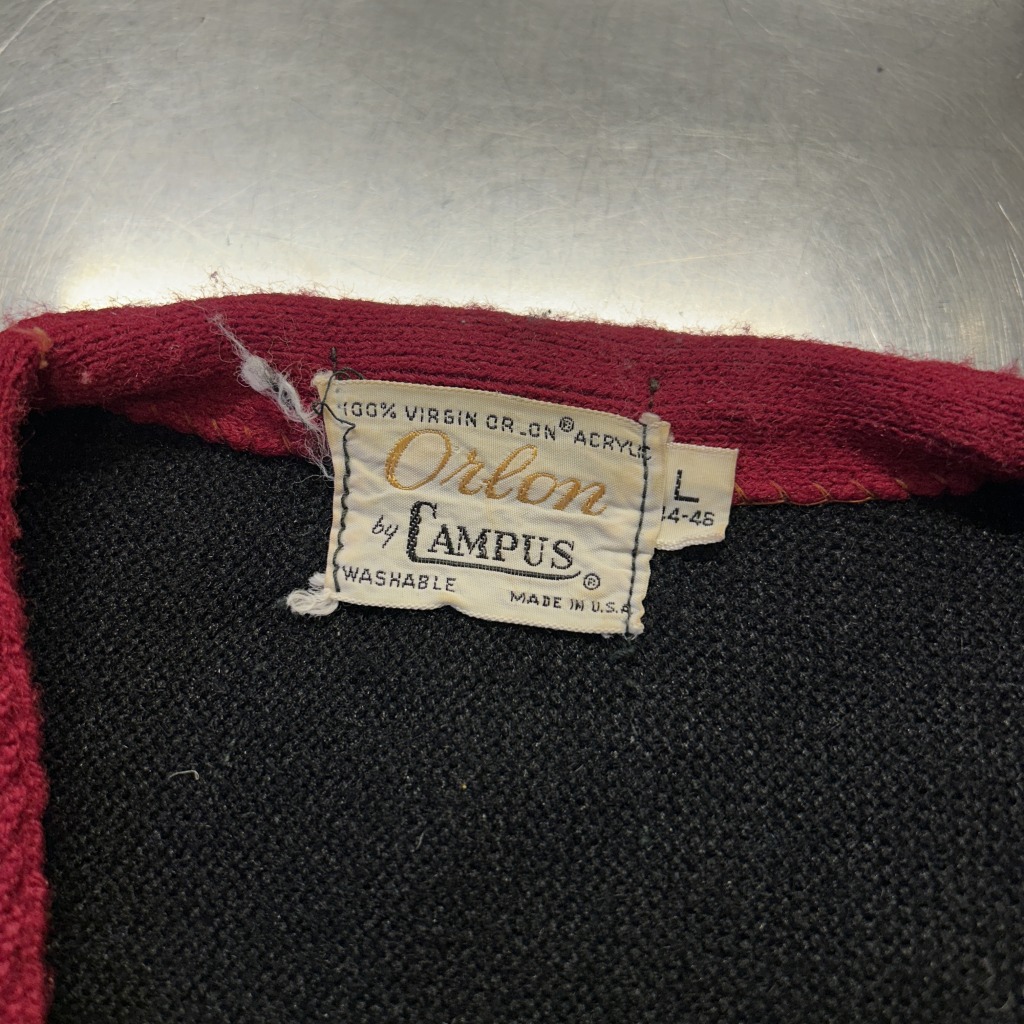 100% VIRGIN ORLON® ACRYLIC
Orlon
by CAMPUS®
WASHABLE
MADE IN U.S.A
L
44-46